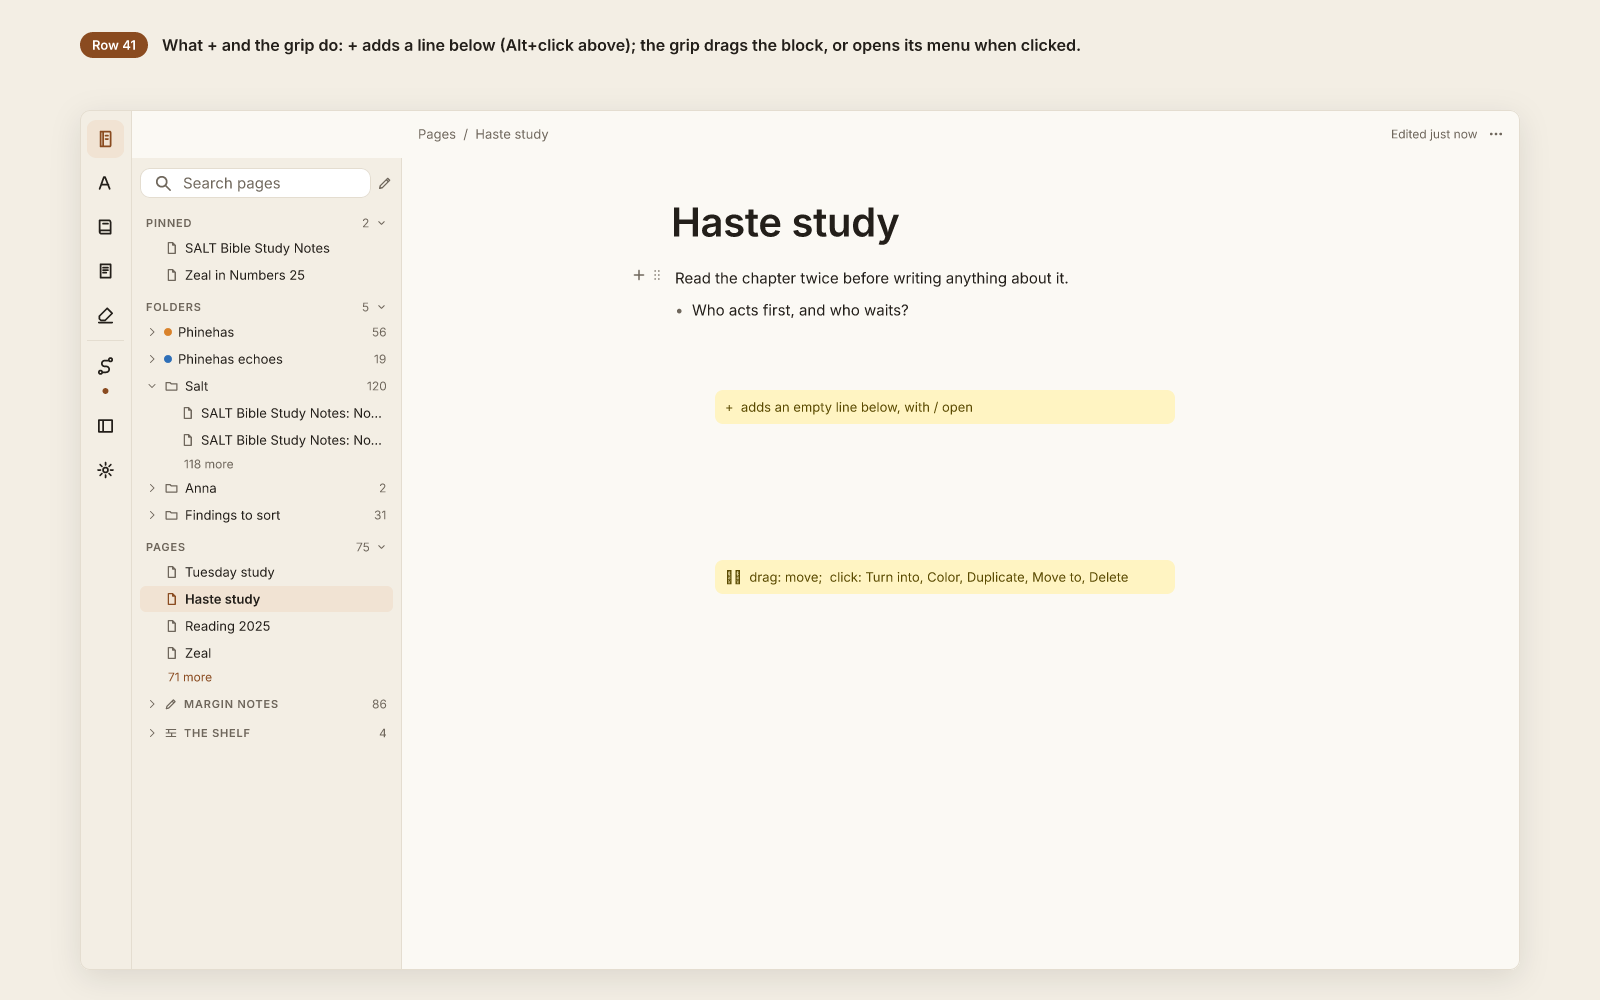 Row 41
What + and the grip do: + adds a line below (Alt+click above); the grip drags the block, or opens its menu when clicked.
Pages / Haste study
Edited just now
Search pages
PINNED 2
SALT Bible Study Notes
Zeal in Numbers 25
FOLDERS 5
Phinehas 56
Phinehas echoes 19
Salt 120
SALT Bible Study Notes: No...
SALT Bible Study Notes: No...
118 more
Anna 2
Findings to sort 31
PAGES 75
Tuesday study
Haste study
Reading 2025
Zeal
71 more
MARGIN NOTES 86
THE SHELF 4
Haste study
Read the chapter twice before writing anything about it.
• Who acts first, and who waits?
+ adds an empty line below, with / open
drag: move; click: Turn into, Color, Duplicate, Move to, Delete